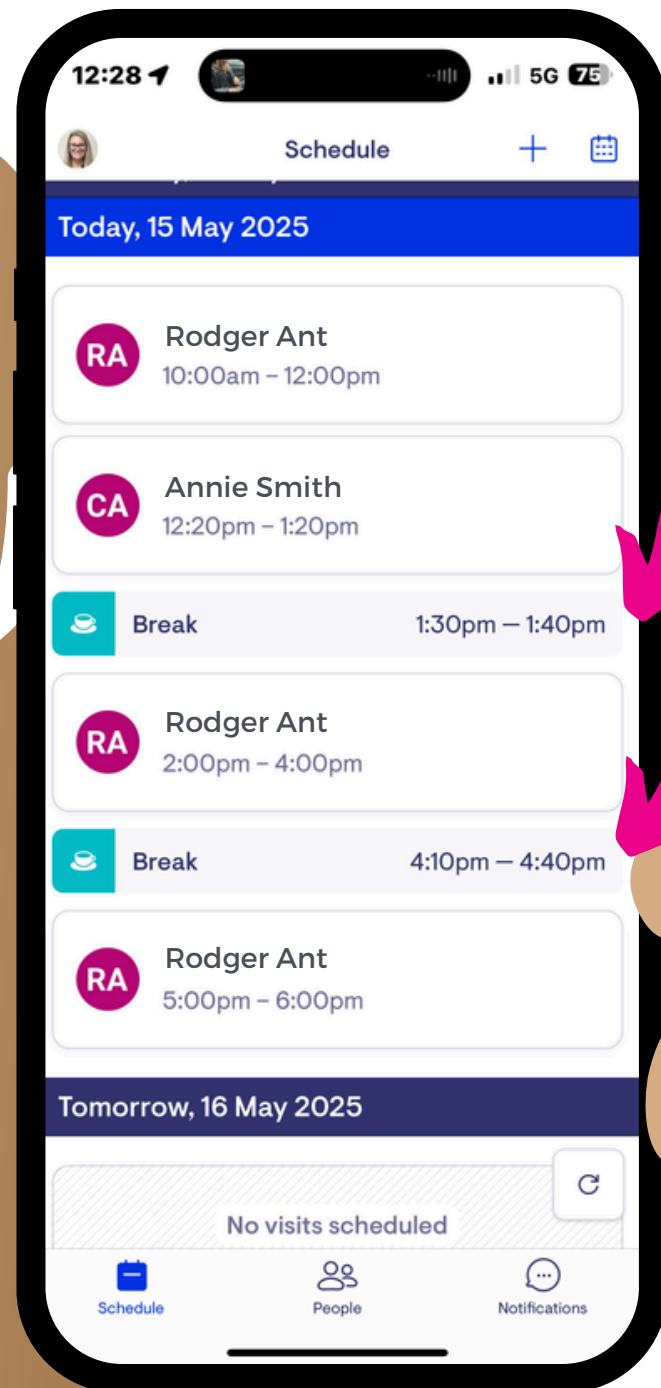 12:28
5G 75
Schedule
Today, 15 May 2025
RA
Rodger Ant
10:00am – 12:00pm
CA
Annie Smith
12:20pm – 1:20pm
Break 1:30pm — 1:40pm
RA
Rodger Ant
2:00pm – 4:00pm
Break 4:10pm — 4:40pm
RA
Rodger Ant
5:00pm – 6:00pm
Tomorrow, 16 May 2025
No visits scheduled
Schedule People Notifications